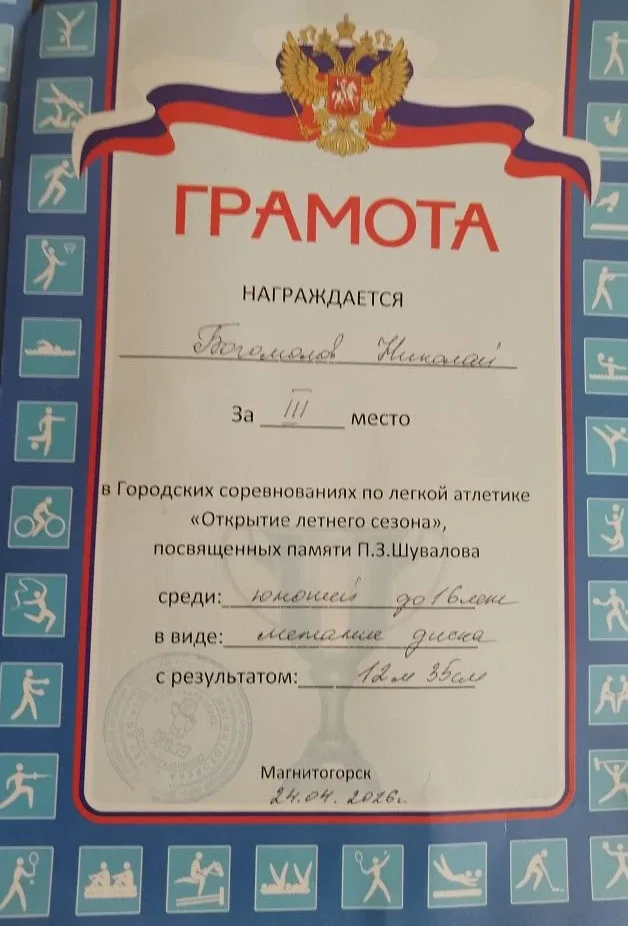 ГРАМОТА
НАГРАЖДАЕТСЯ
Богомолов Николай
За III место
в Городских соревнованиях по легкой атлетике
«Открытие летнего сезона»,
посвященных памяти П.З.Шувалова
среди: юношей до 16 лет
в виде: метание диска
с результатом: 12м 35см
Магнитогорск
24.04.2026г.